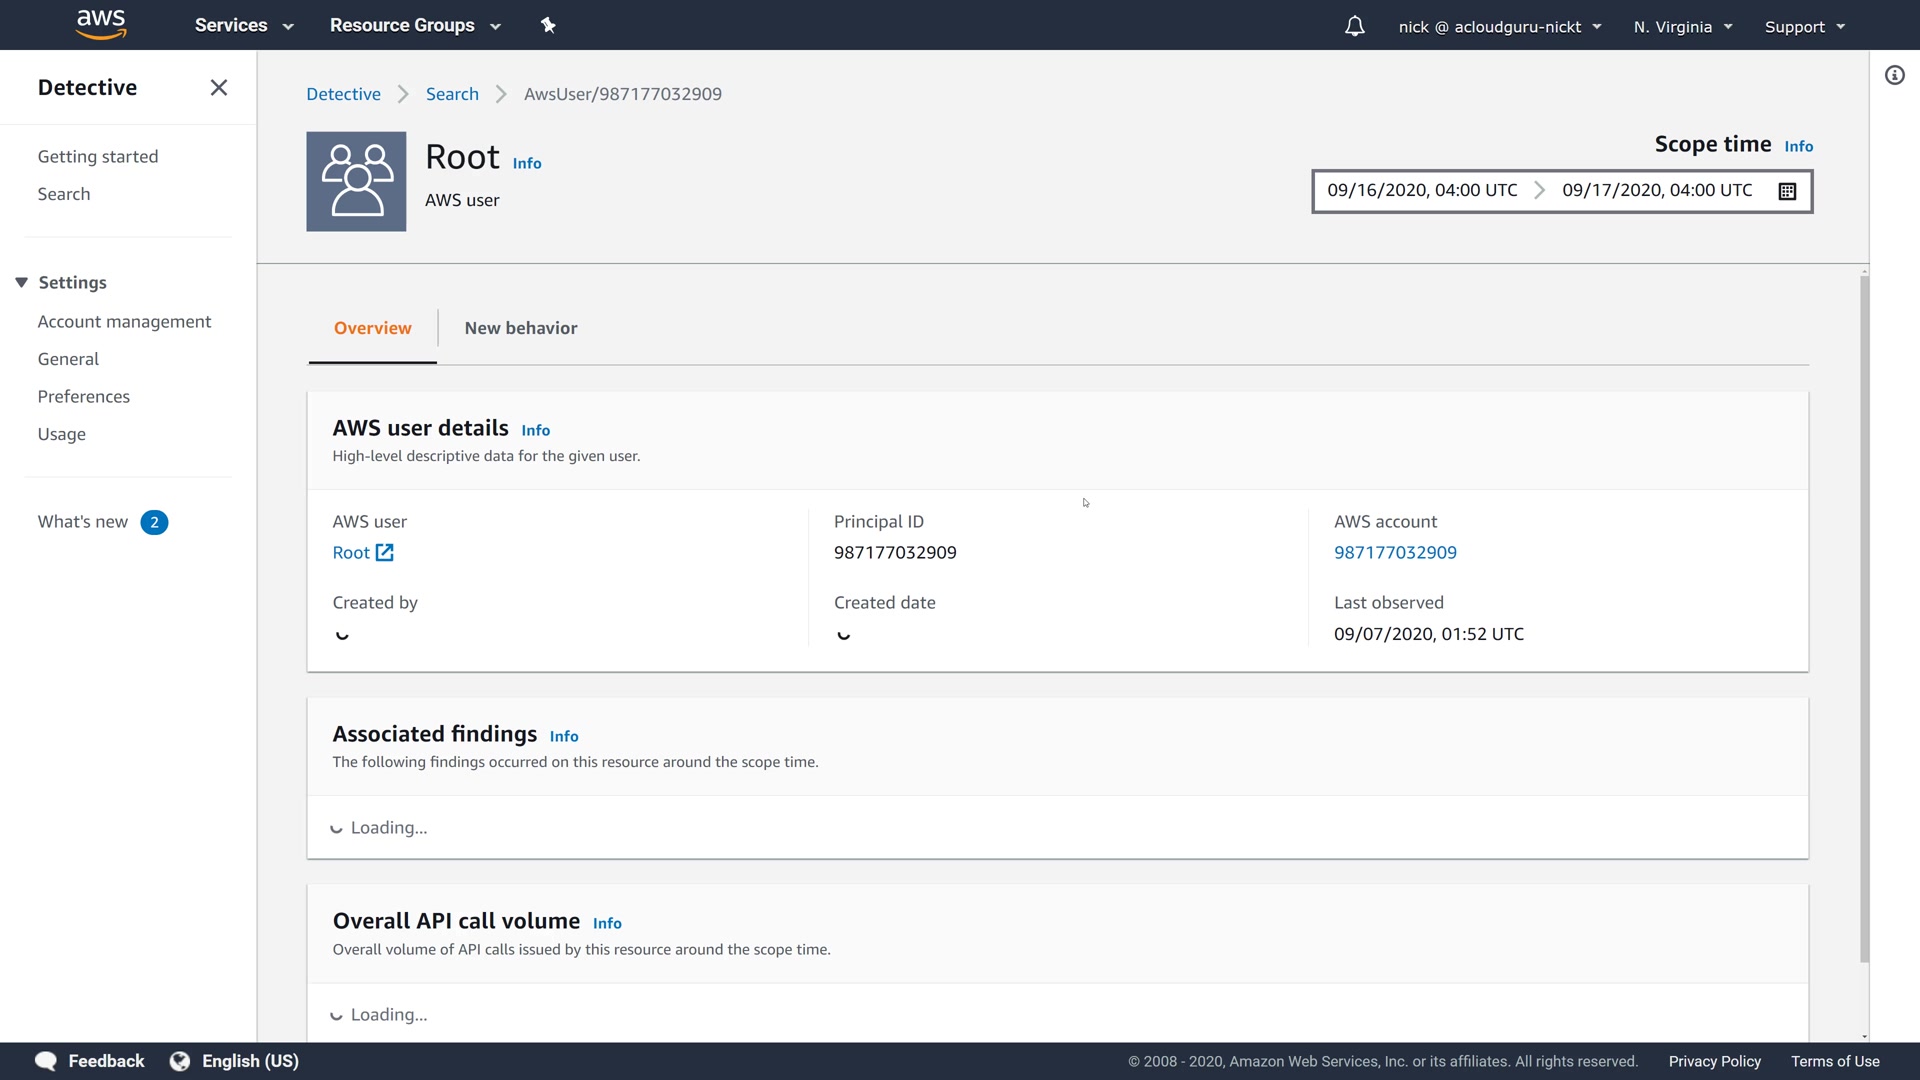 aws Services Resource Groups nick @ acloudguru-nickt N. Virginia Support
Detective
Getting started
Search
Settings
Account management
General
Preferences
Usage
What's new 2
Detective Search AwsUser/987177032909
Root Info
AWS user
Scope time Info
09/16/2020, 04:00 UTC 09/17/2020, 04:00 UTC
Overview New behavior
AWS user details Info
High-level descriptive data for the given user.
AWS user Principal ID AWS account
Root 987177032909 987177032909
Created by Created date Last observed
09/07/2020, 01:52 UTC
Associated findings Info
The following findings occurred on this resource around the scope time.
Loading...
Overall API call volume Info
Overall volume of API calls issued by this resource around the scope time.
Loading...
Feedback English (US) © 2008 - 2020, Amazon Web Services, Inc. or its affiliates. All rights reserved. Privacy Policy Terms of Use